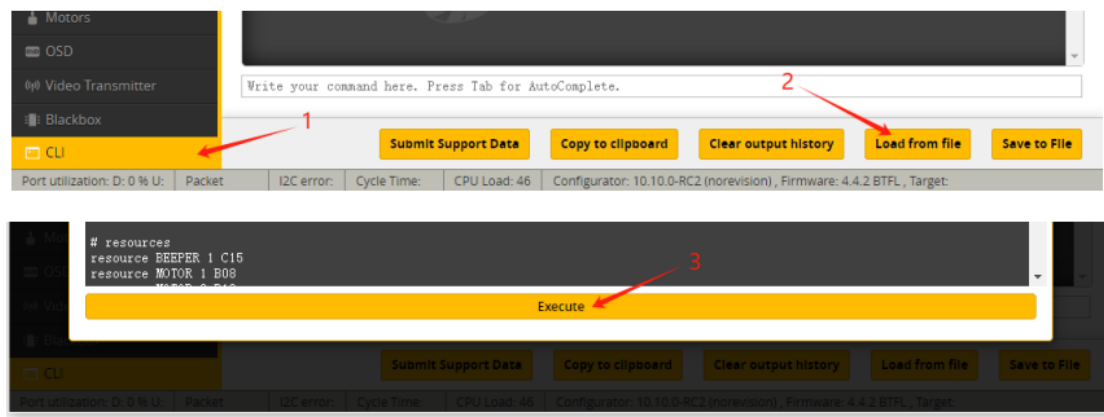 Motors
OSD
Video Transmitter
Write your command here. Press Tab for AutoComplete.
2
Blackbox
1
CLI
Submit Support Data Copy to clipboard Clear output history Load from file Save to File
Port utilization: D: 0 % U: Packet I2C error: Cycle Time: CPU Load: 46 Configurator: 10.10.0-RC2 (norevision) , Firmware: 4.4.2 BTFL , Target:
# resources
resource BEEPER 1 C15
resource MOTOR 1 B08
3
Execute
CLI
Submit Support Data Copy to clipboard Clear output history Load from file Save to File
Port utilization: D: 0 % U: Packet I2C error: Cycle Time: CPU Load: 46 Configurator: 10.10.0-RC2 (norevision) , Firmware: 4.4.2 BTFL , Target: